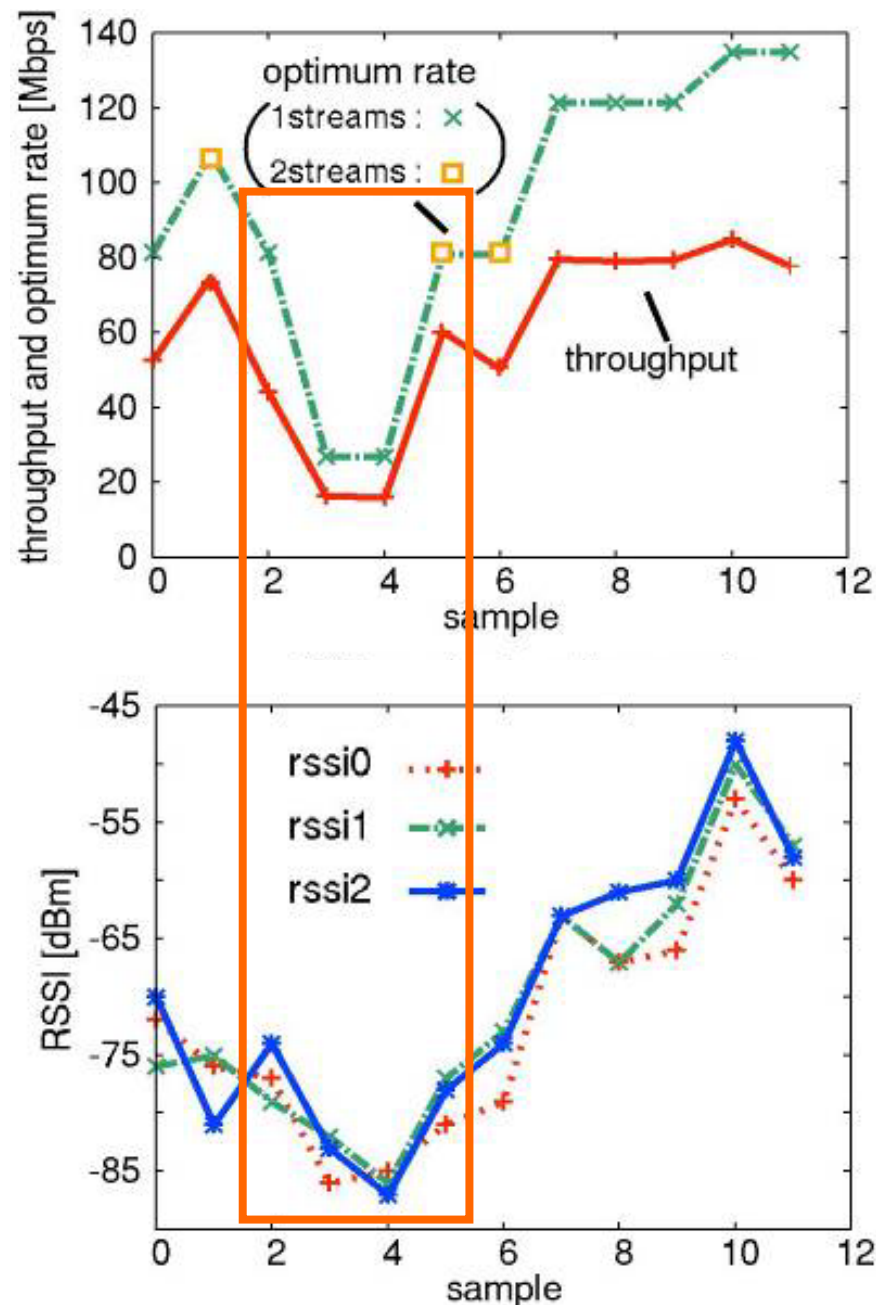 throughput and optimum rate [Mbps]
140
120
100
80
60
40
20
0
optimum rate
1streams :
2streams :
throughput
0 2 4 6 8 10 12
sample
RSSI [dBm]
-45
-55
-65
-75
-85
rssi0
rssi1
rssi2
0 2 4 6 8 10 12
sample